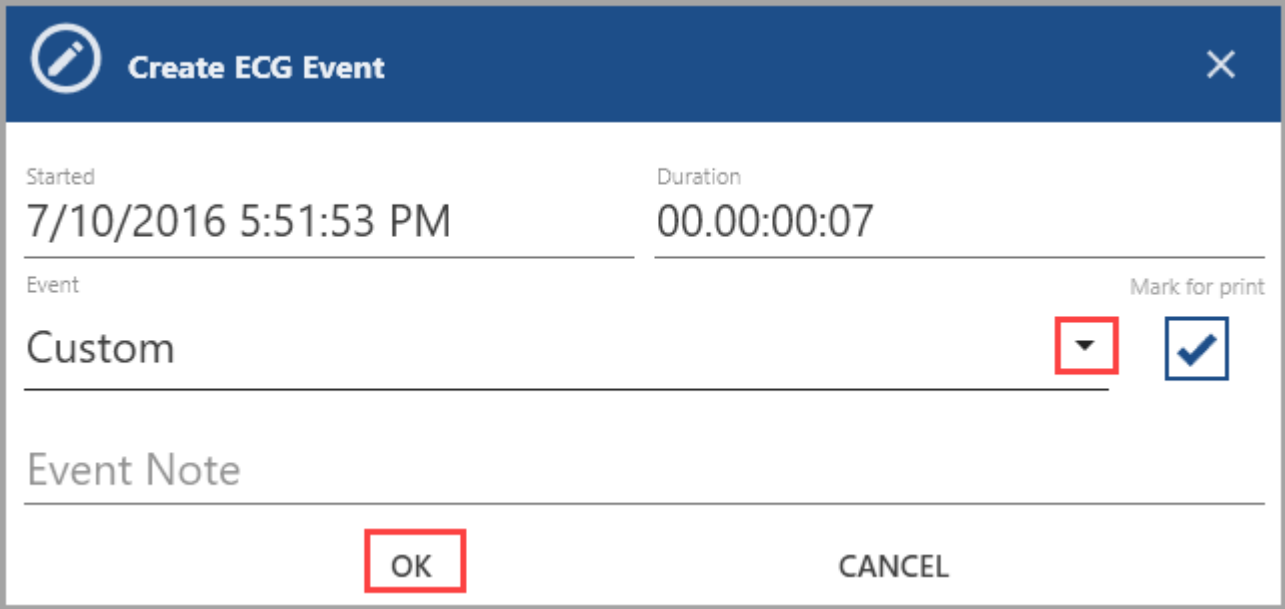 Create ECG Event
Started
Duration
7/10/2016 5:51:53 PM
00.00:00:07
Event
Mark for print
Custom
Event Note
OK
CANCEL